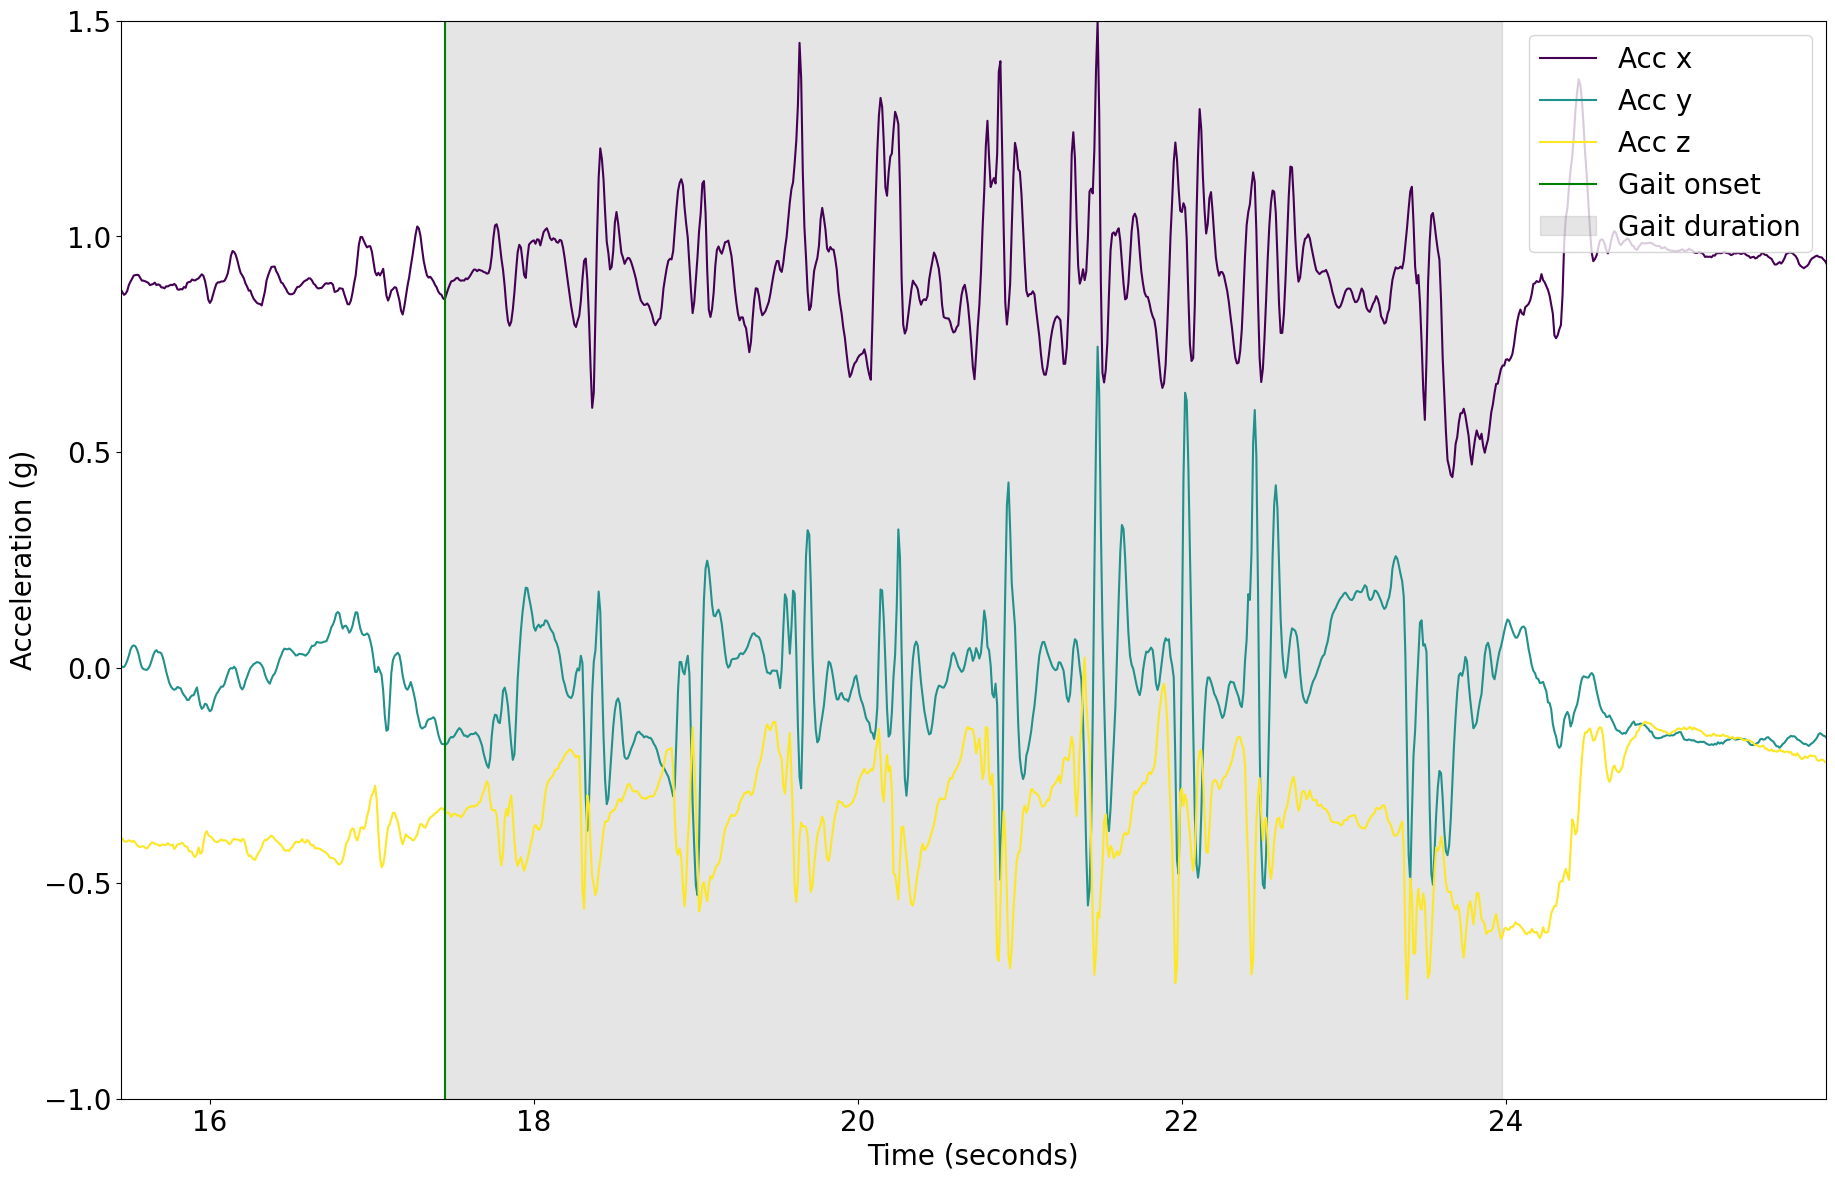 1.5
1.0
0.5
0.0
−0.5
−1.0
Acceleration (g)
Acc x
Acc y
Acc z
Gait onset
Gait duration
16 18 20 22 24
Time (seconds)